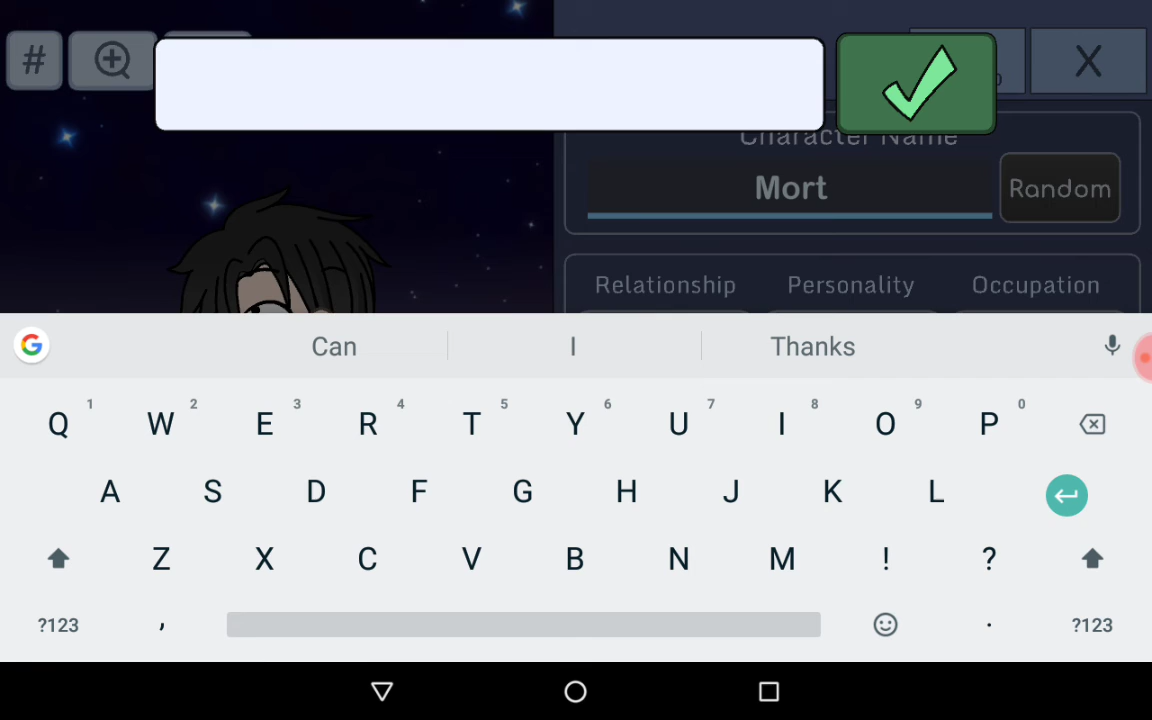 #
X
Character Name
Mort
Random
Relationship Personality Occupation
Can I Thanks
Q 1 W 2 E 3 R 4 T 5 Y 6 U 7 I 8 O 9 P 0
A S D F G H J K L
Z X C V B N M ! ?
?123 , . ?123